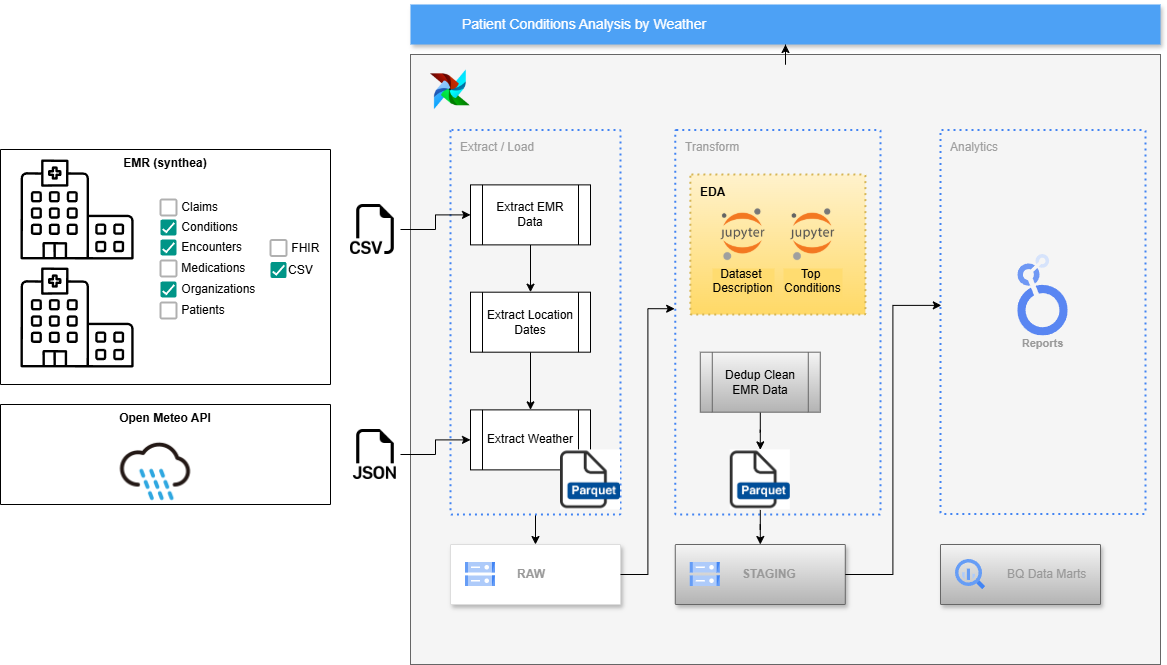 Patient Conditions Analysis by Weather
EMR (synthea)
Claims
Conditions
Encounters
Medications
Organizations
Patients
FHIR
CSV
Open Meteo API
CSV
JSON
Extract / Load
Extract EMR
Data
Extract Location
Dates
Extract Weather
Parquet
RAW
Transform
EDA
jupyter
jupyter
Dataset
Description
Top
Conditions
Dedup Clean
EMR Data
Parquet
STAGING
Analytics
Reports
BQ Data Marts